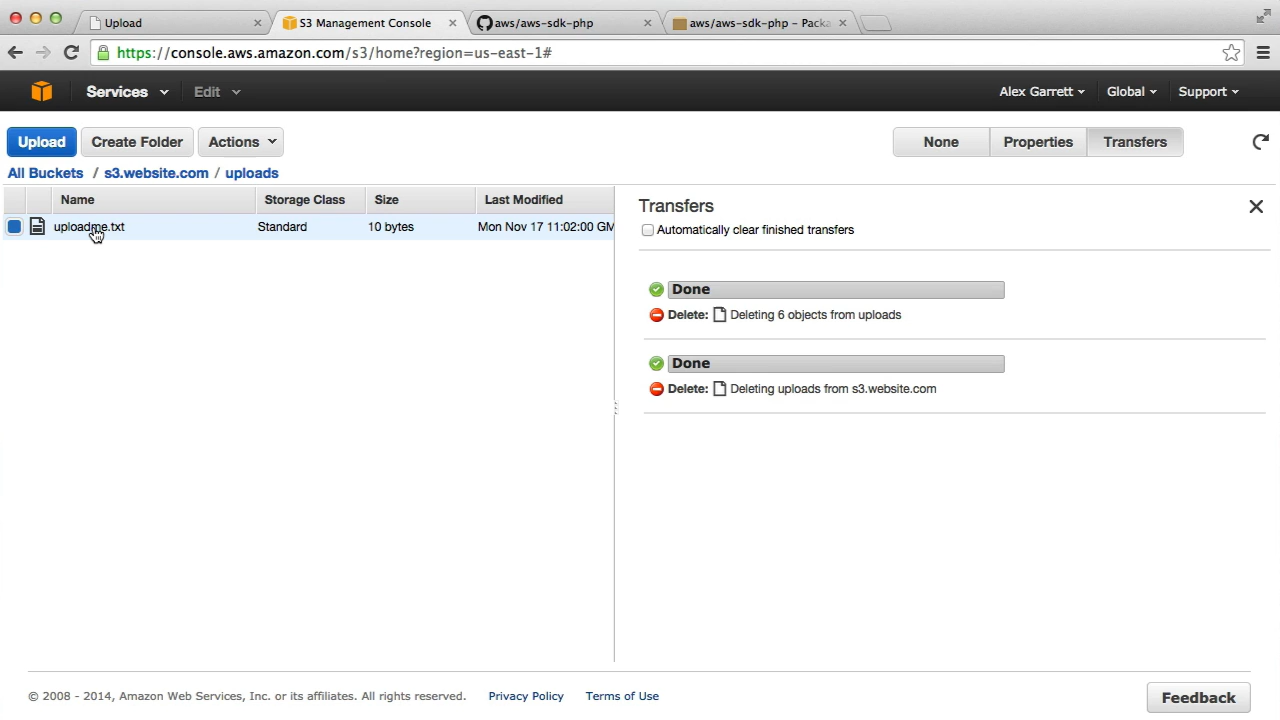 Upload
S3 Management Console
aws/aws-sdk-php
aws/aws-sdk-php – Packa
https://console.aws.amazon.com/s3/home?region=us-east-1#
Services Edit Alex Garrett Global Support
Upload Create Folder Actions None Properties Transfers
All Buckets / s3.website.com / uploads
Name Storage Class Size Last Modified
uploadme.txt Standard 10 bytes Mon Nov 17 11:02:00 GM
Transfers
Automatically clear finished transfers
Done
Delete: Deleting 6 objects from uploads
Done
Delete: Deleting uploads from s3.website.com
© 2008 - 2014, Amazon Web Services, Inc. or its affiliates. All rights reserved. Privacy Policy Terms of Use Feedback